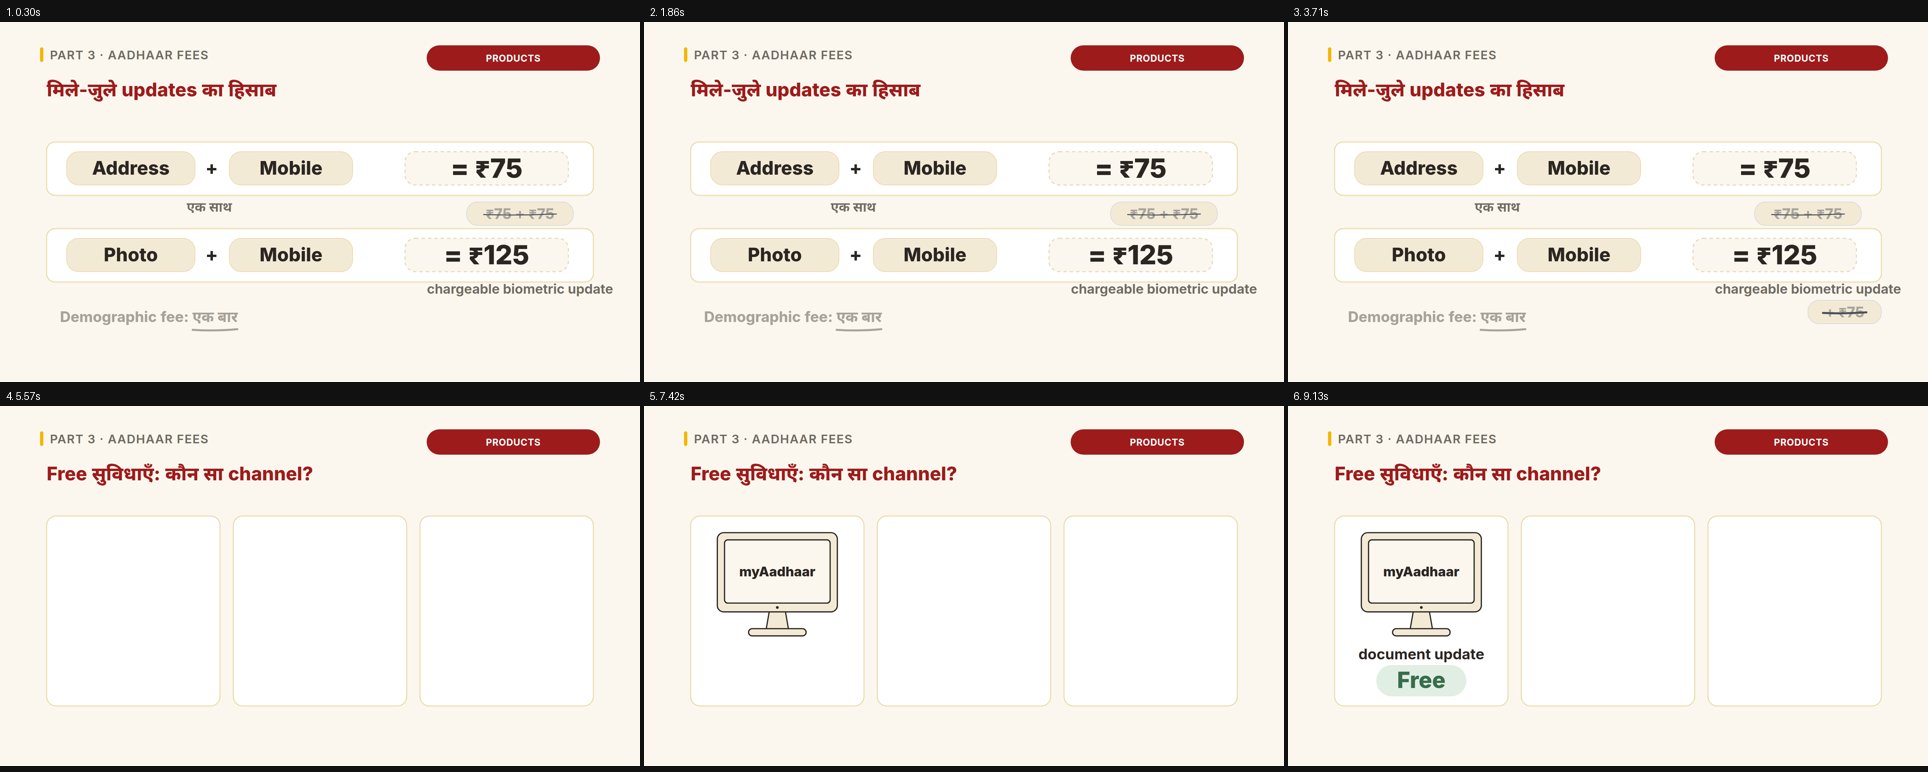 1. 0.30s
PART 3 · AADHAAR FEES
PRODUCTS
मिले-जुले updates का हिसाब
Address + Mobile = ₹75
एक साथ
₹75 + ₹75
Photo + Mobile = ₹125
chargeable biometric update
Demographic fee: एक बार
2. 1.86s
PART 3 · AADHAAR FEES
PRODUCTS
मिले-जुले updates का हिसाब
Address + Mobile = ₹75
एक साथ
₹75 + ₹75
Photo + Mobile = ₹125
chargeable biometric update
Demographic fee: एक बार
3. 3.71s
PART 3 · AADHAAR FEES
PRODUCTS
मिले-जुले updates का हिसाब
Address + Mobile = ₹75
एक साथ
₹75 + ₹75
Photo + Mobile = ₹125
chargeable biometric update
+ ₹75
Demographic fee: एक बार
4. 5.57s
PART 3 · AADHAAR FEES
PRODUCTS
Free सुविधाएँ: कौन सा channel?
5. 7.42s
PART 3 · AADHAAR FEES
PRODUCTS
Free सुविधाएँ: कौन सा channel?
myAadhaar
6. 9.13s
PART 3 · AADHAAR FEES
PRODUCTS
Free सुविधाएँ: कौन सा channel?
myAadhaar
document update
Free